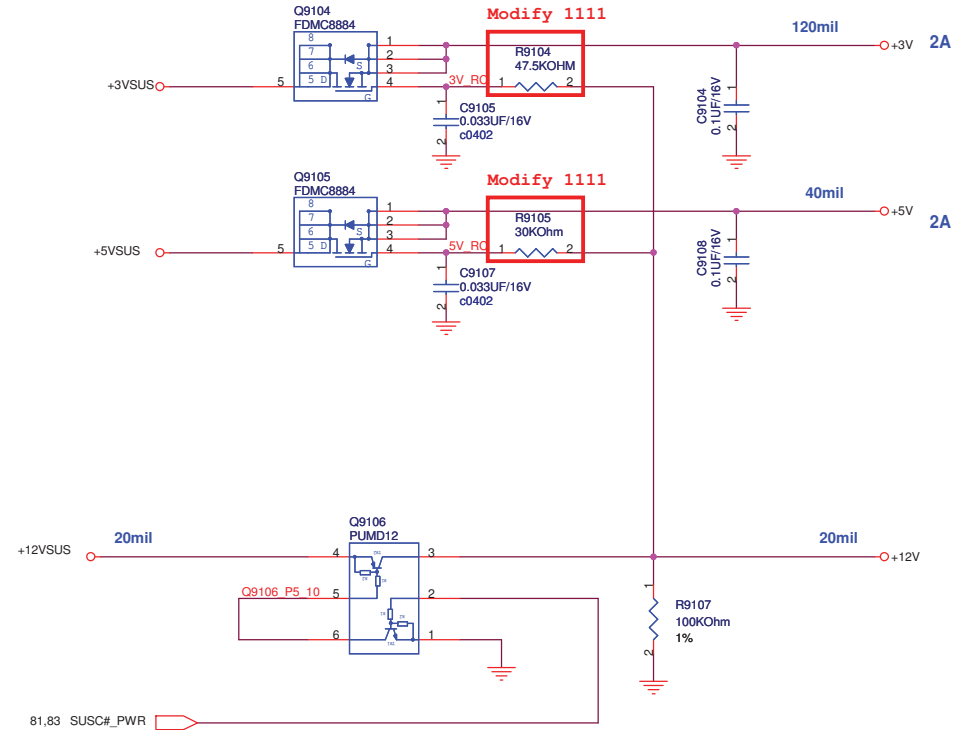 Q9104
FDMC8884
Modify 1111
120mil
8
7
6
5 D
S
G
1
2
3
4
R9104
47.5KOHM
+3V
2A
+3VSUS
5
3V_RC
1
2
C9105
0.033UF/16V
c0402
1
2
C9104
0.1UF/16V
1
2
Q9105
FDMC8884
Modify 1111
40mil
8
7
6
5 D
S
G
1
2
3
4
R9105
30KOhm
+5V
2A
+5VSUS
5
5V_RC
1
2
C9107
0.033UF/16V
c0402
1
2
C9108
0.1UF/16V
1
2
Q9106
PUMD12
+12VSUS
20mil
4
3
20mil
+12V
Q9106_P5_10
5
2
6
1
1
2
R9107
100KOhm
1%
81,83 SUSC#_PWR